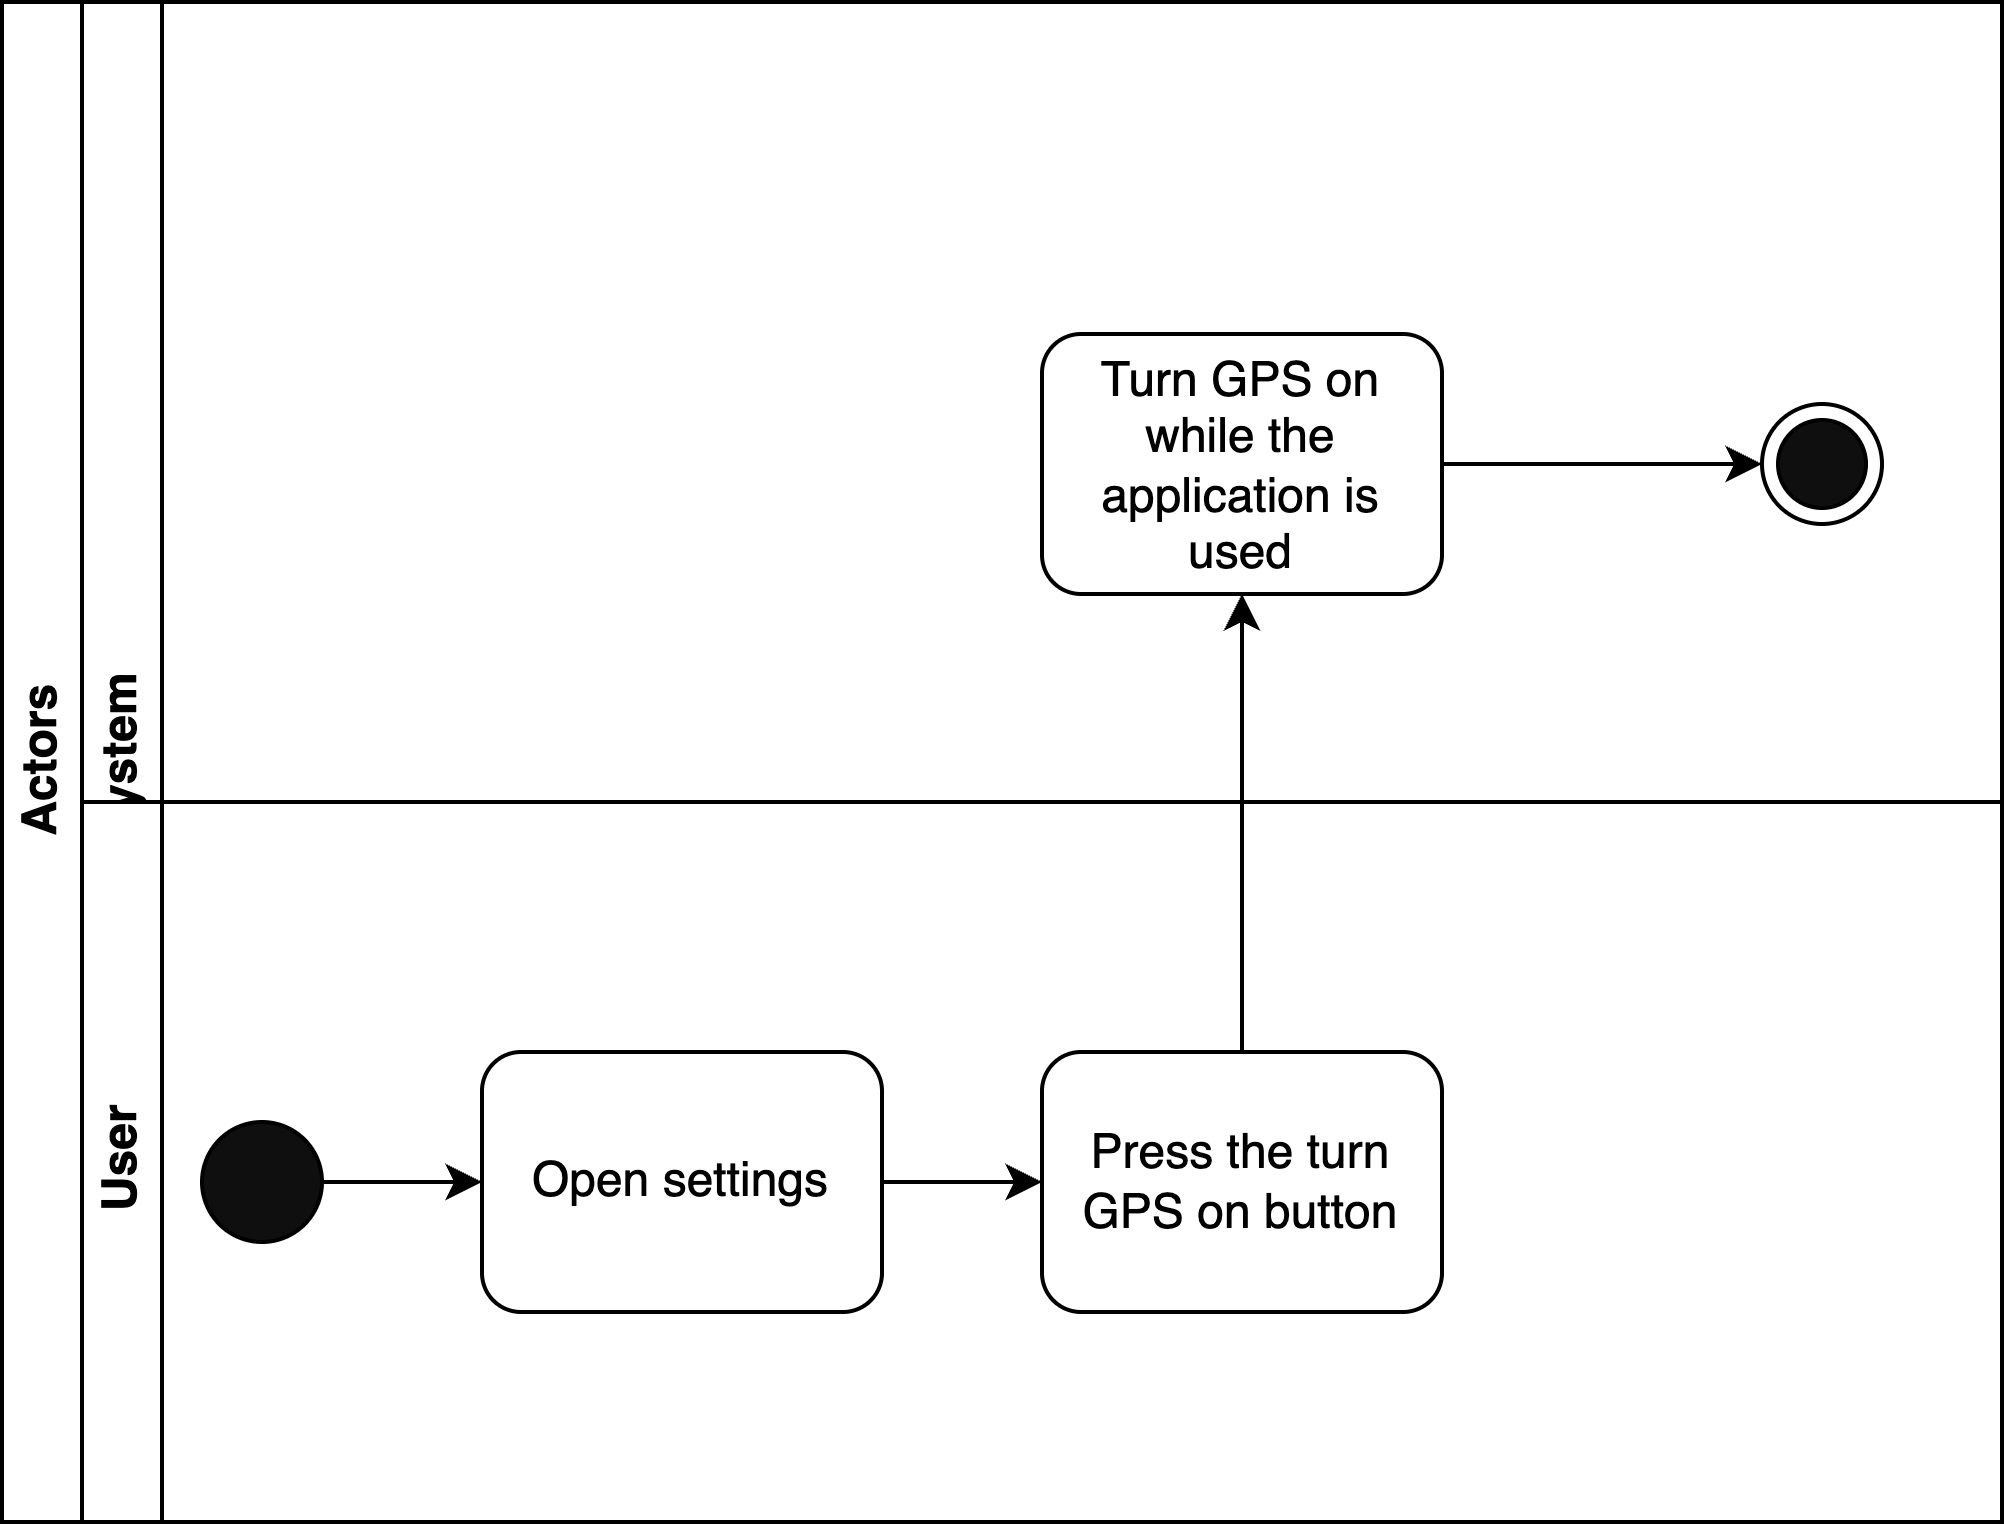 Actors
ystem
User
Turn GPS on
while the
application is
used
Open settings
Press the turn
GPS on button